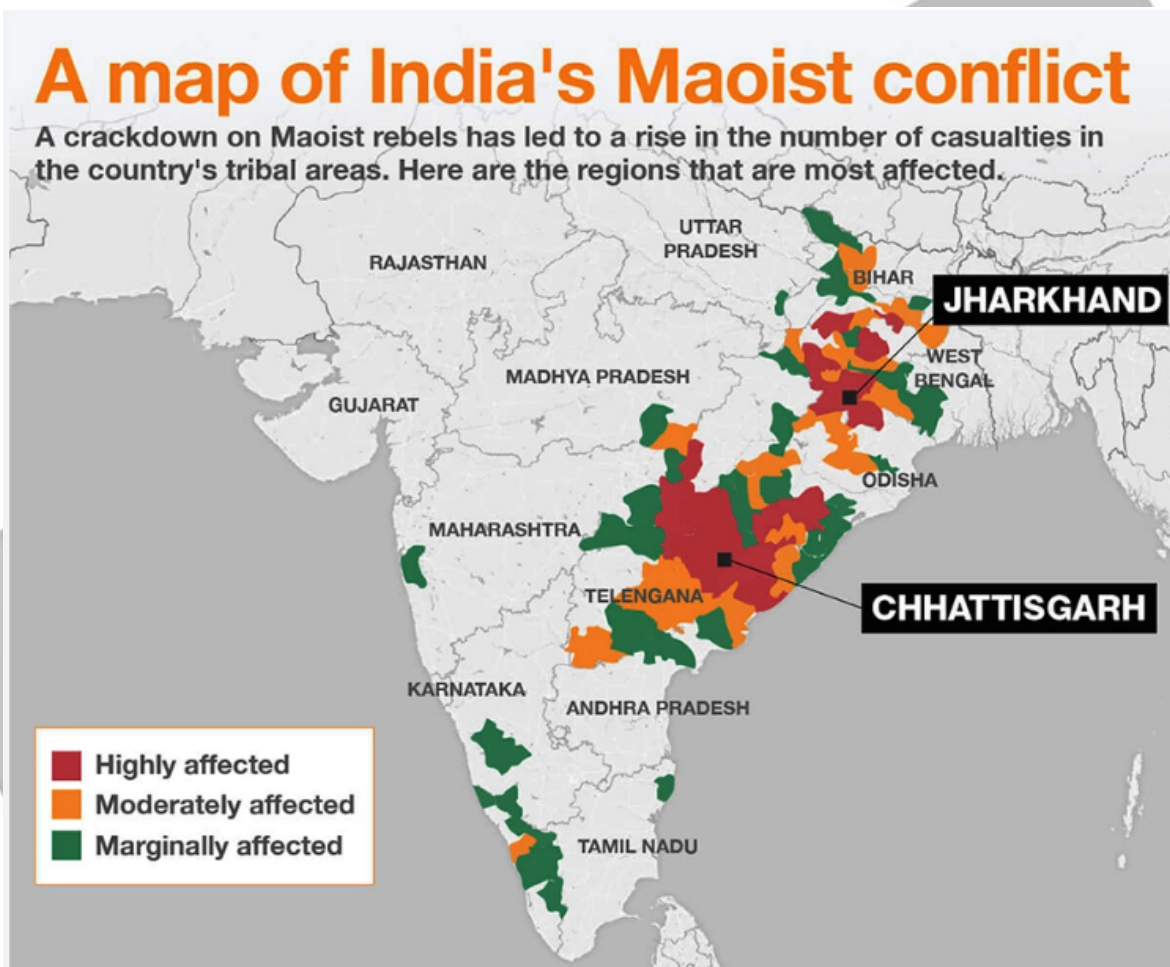 A map of India's Maoist conflict
A crackdown on Maoist rebels has led to a rise in the number of casualties in
the country's tribal areas. Here are the regions that are most affected.
UTTAR
PRADESH
RAJASTHAN
BIHAR
JHARKHAND
WEST
BENGAL
MADHYA PRADESH
GUJARAT
ODISHA
MAHARASHTRA
TELENGANA
CHHATTISGARH
KARNATAKA
ANDHRA PRADESH
Highly affected
Moderately affected
Marginally affected
TAMIL NADU